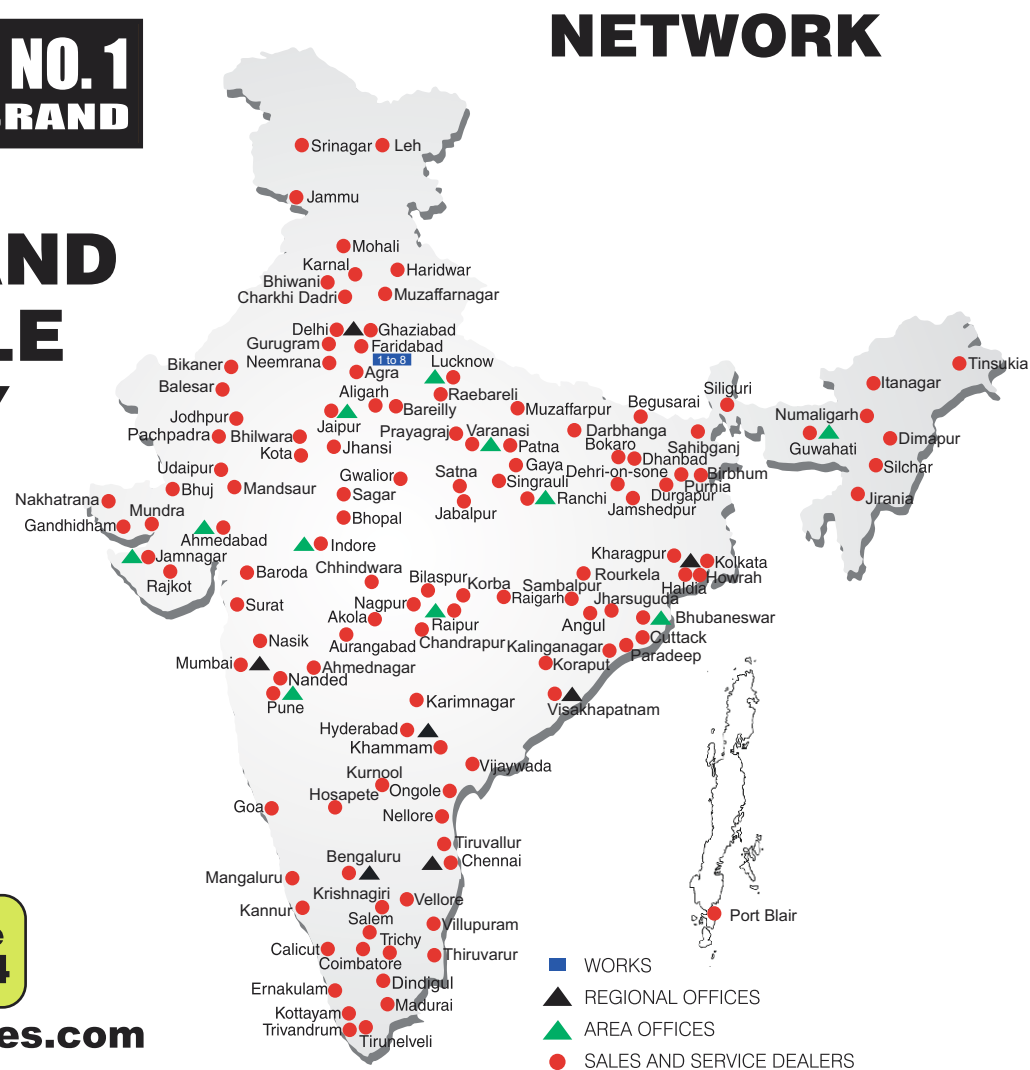 NETWORK
NO. 1
RAND
AND
LE
Y
Srinagar
Leh
Jammu
Mohali
Karnal
Haridwar
Bhiwani
Charkhi Dadri
Muzaffarnagar
Delhi
Ghaziabad
Gurugram
Faridabad
1 to 8
Neemrana
Lucknow
Bikaner
Agra
Tinsukia
Balesar
Aligarh
Raebareli
Siliguri
Itanagar
Jodhpur
Jaipur
Bareilly
Muzaffarpur
Begusarai
Numaligarh
Pachpadra
Bhilwara
Prayagraj
Varanasi
Darbhanga
Guwahati
Dimapur
Kota
Jhansi
Patna
Bokaro
Sahibganj
Udaipur
Gwalior
Satna
Gaya
Dhanbad
Silchar
Bhuj
Mandsaur
Singrauli
Dehri-on-sone
Birbhum
Purnia
Nakhatrana
Sagar
Ranchi
Durgapur
Jirania
Mundra
Jabalpur
Jamshedpur
Gandhidham
Bhopal
Ahmedabad
Indore
Jamnagar
Kharagpur
Kolkata
Rajkot
Baroda
Chhindwara
Rourkela
Howrah
Bilaspur
Korba
Sambalpur
Haldia
Surat
Nagpur
Raigarh
Jharsuguda
Akola
Raipur
Angul
Bhubaneswar
Nasik
Aurangabad
Chandrapur
Kalinganagar
Cuttack
Mumbai
Ahmednagar
Koraput
Paradeep
Nanded
Pune
Karimnagar
Visakhapatnam
Hyderabad
Khammam
Vijaywada
Kurnool
Goa
Hosapete
Ongole
Nellore
Tiruvallur
Bengaluru
Chennai
Mangaluru
Krishnagiri
Vellore
Kannur
Salem
Villupuram
Port Blair
Calicut
Trichy
Thiruvarur
Coimbatore
Ernakulam
Dindigul
Kottayam
Madurai
Trivandrum
Tirunelveli
e
4
es.com
WORKS
REGIONAL OFFICES
AREA OFFICES
SALES AND SERVICE DEALERS